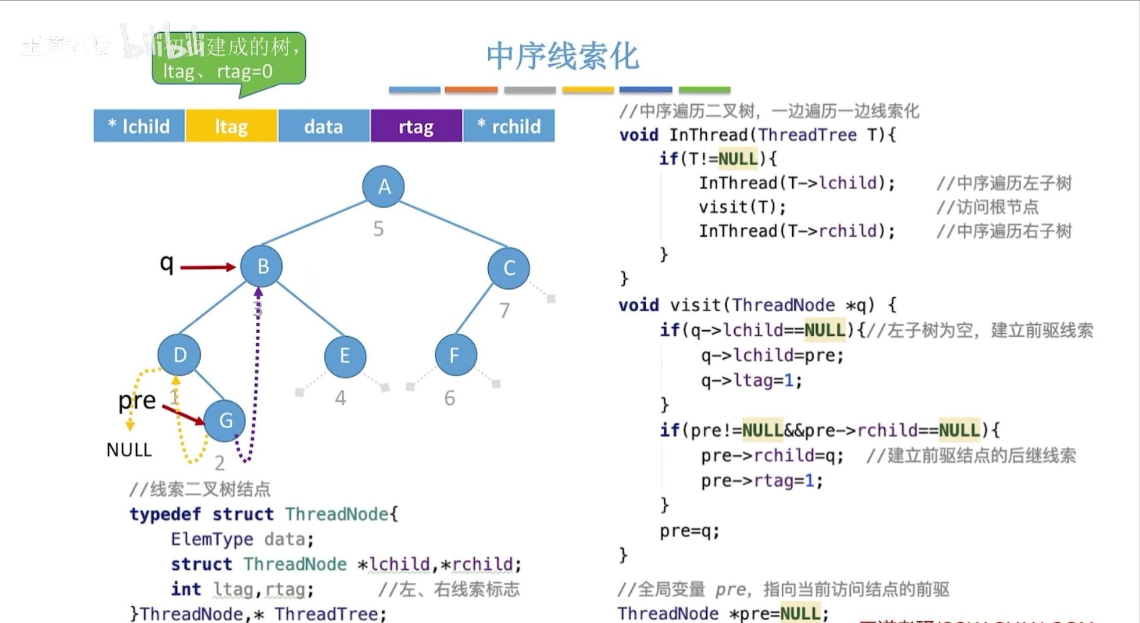 bilibili
初步建成的树,
ltag、rtag=0
中序线索化
* lchild ltag data rtag * rchild
A
5
q
B
3
C
7
D
1
E
4
F
6
pre
G
2
NULL
//线索二叉树结点
typedef struct ThreadNode{
ElemType data;
struct ThreadNode *lchild,*rchild;
int ltag,rtag; //左、右线索标志
}ThreadNode,* ThreadTree;
//中序遍历二叉树，一边遍历一边线索化
void InThread(ThreadTree T){
if(T!=NULL){
InThread(T->lchild); //中序遍历左子树
visit(T); //访问根节点
InThread(T->rchild); //中序遍历右子树
}
}
void visit(ThreadNode *q) {
if(q->lchild==NULL){//左子树为空，建立前驱线索
q->lchild=pre;
q->ltag=1;
}
if(pre!=NULL&&pre->rchild==NULL){
pre->rchild=q; //建立前驱结点的后继线索
pre->rtag=1;
}
pre=q;
}
//全局变量 pre，指向当前访问结点的前驱
ThreadNode *pre=NULL;